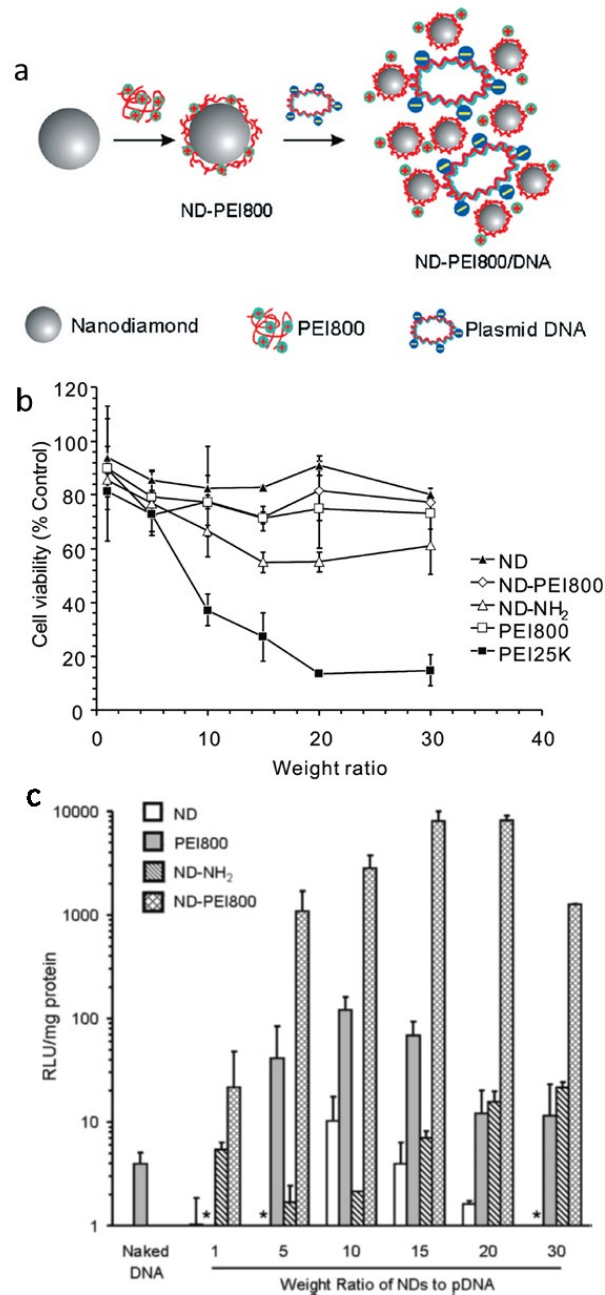 a
ND-PEI800
ND-PEI800/DNA
Nanodiamond
PEI800
Plasmid DNA
b
120
100
80
60
40
20
0
Cell viability (% Control)
0 10 20 30 40
Weight ratio
ND
ND-PEI800
ND-NH₂
PEI800
PEI25K
c
10000
1000
100
10
1
RLU/mg protein
ND
PEI800
ND-NH₂
ND-PEI800
* * *
Naked DNA 1 5 10 15 20 30
Weight Ratio of NDs to pDNA